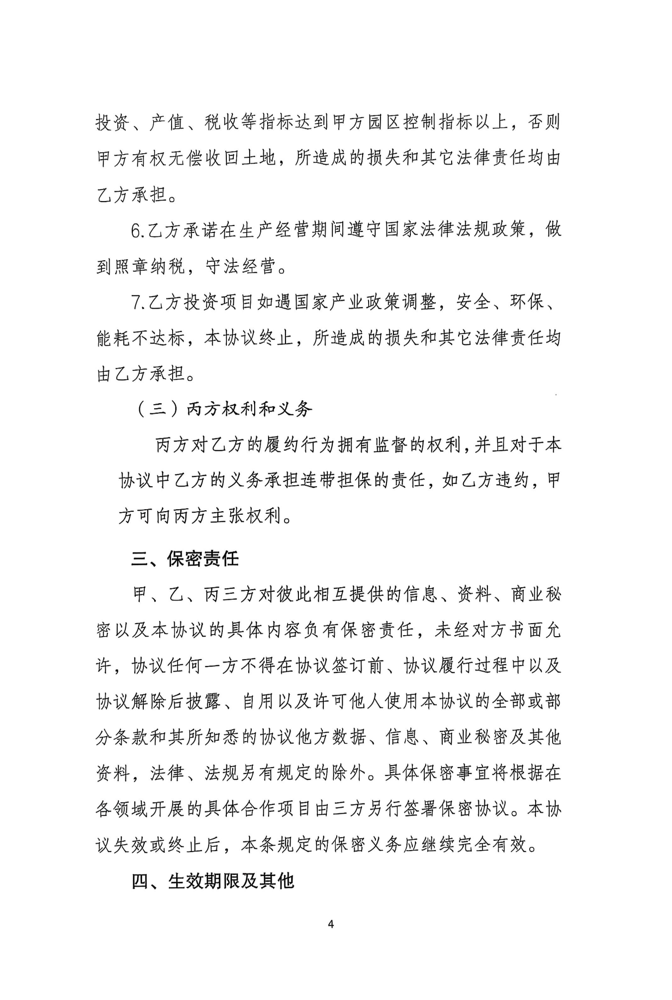 投资、产值、税收等指标达到甲方园区控制指标以上，否则
甲方有权无偿收回土地，所造成的损失和其它法律责任均由
乙方承担。
6.乙方承诺在生产经营期间遵守国家法律法规政策，做
到照章纳税，守法经营。
7.乙方投资项目如遇国家产业政策调整，安全、环保、
能耗不达标，本协议终止，所造成的损失和其它法律责任均
由乙方承担。
（三）丙方权利和义务
丙方对乙方的履约行为拥有监督的权利，并且对于本
协议中乙方的义务承担连带担保的责任，如乙方违约，甲
方可向丙方主张权利。
三、保密责任
甲、乙、丙三方对彼此相互提供的信息、资料、商业秘
密以及本协议的具体内容负有保密责任，未经对方书面允
许，协议任何一方不得在协议签订前、协议履行过程中以及
协议解除后披露、自用以及许可他人使用本协议的全部或部
分条款和其所知悉的协议他方数据、信息、商业秘密及其他
资料，法律、法规另有规定的除外。具体保密事宜将根据在
各领域开展的具体合作项目由三方另行签署保密协议。本协
议失效或终止后，本条规定的保密义务应继续完全有效。
四、生效期限及其他
4